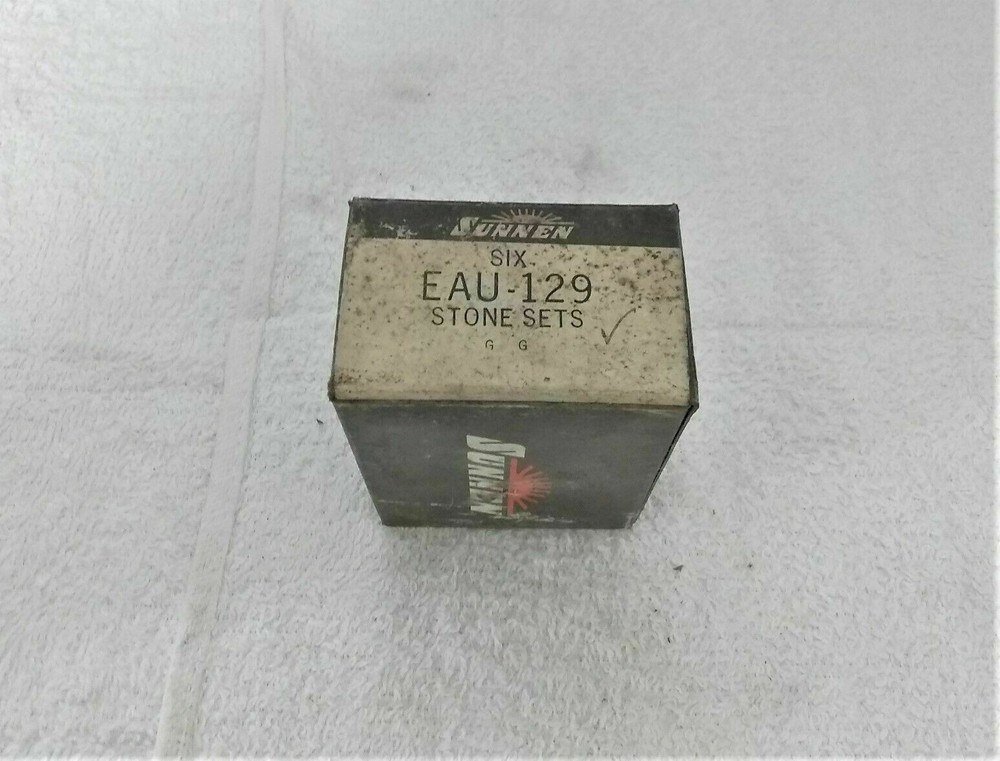 SUNNEN
SIX
EAU-129
STONE SETS
G G
SUNNEN